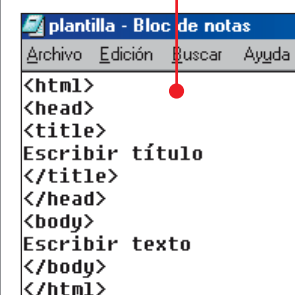 plantilla - Bloc de notas
Archivo Edición Buscar Ayuda
<html>
<head>
<title>
Escribir título
</title>
</head>
<body>
Escribir texto
</body>
</html>